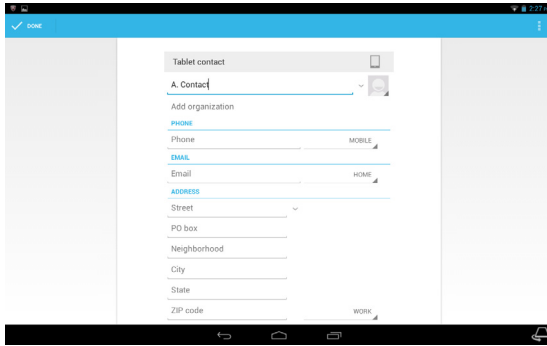 2:27
DONE
Tablet contact
A. Contact
Add organization
PHONE
Phone MOBILE
EMAIL
Email HOME
ADDRESS
Street
PO box
Neighborhood
City
State
ZIP code WORK